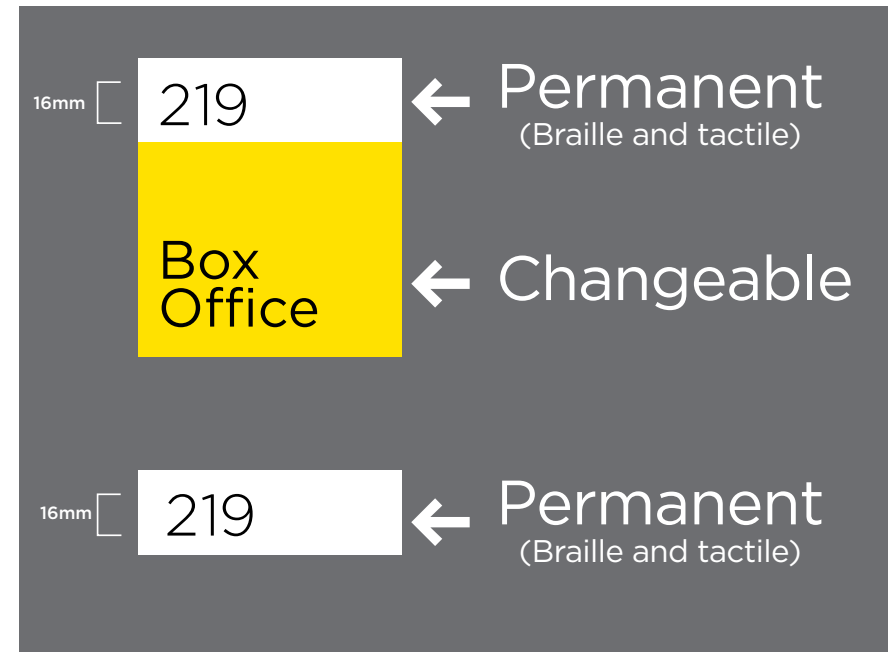 16mm
219
Permanent
(Braille and tactile)
Box
Office
Changeable
16mm
219
Permanent
(Braille and tactile)